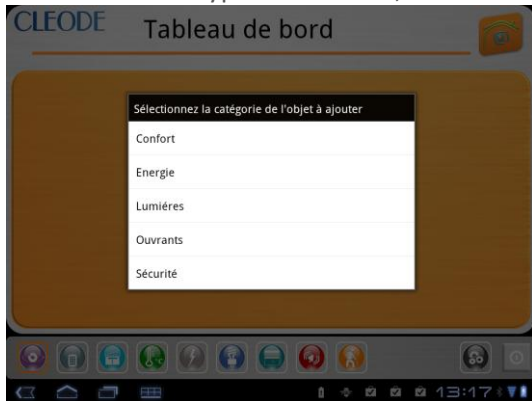 CLEODE
Tableau de bord
Sélectionnez la catégorie de l'objet à ajouter
Confort
Energie
Lumiéres
Ouvrants
Sécurité
13:17